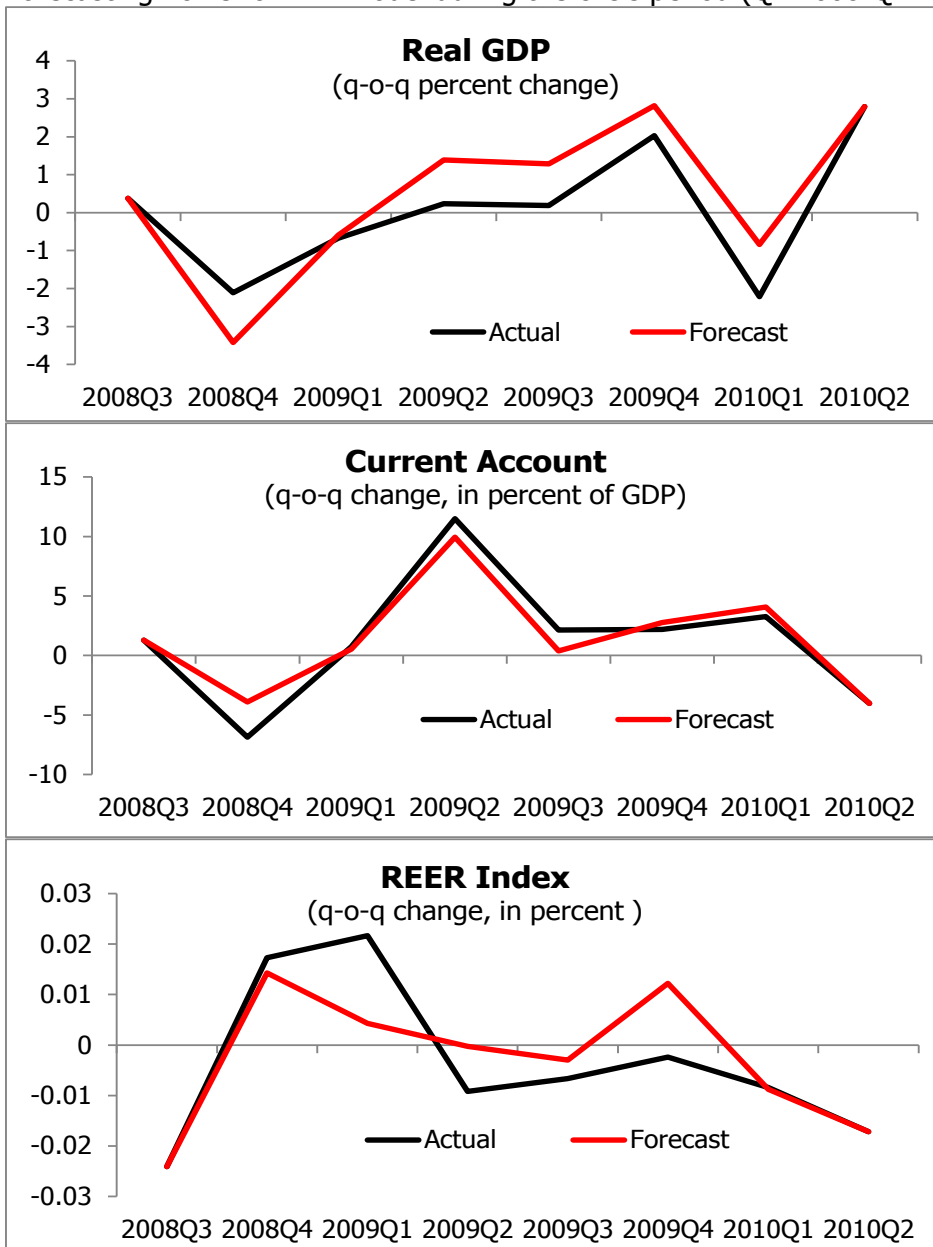 Real GDP
(q-o-q percent change)
4
3
2
1
0
-1
-2
-3
-4
Actual Forecast
2008Q3 2008Q4 2009Q1 2009Q2 2009Q3 2009Q4 2010Q1 2010Q2
Current Account
(q-o-q change, in percent of GDP)
15
10
5
0
-5
-10
Actual Forecast
2008Q3 2008Q4 2009Q1 2009Q2 2009Q3 2009Q4 2010Q1 2010Q2
REER Index
(q-o-q change, in percent )
0.03
0.02
0.01
0
-0.01
-0.02
-0.03
Actual Forecast
2008Q3 2008Q4 2009Q1 2009Q2 2009Q3 2009Q4 2010Q1 2010Q2